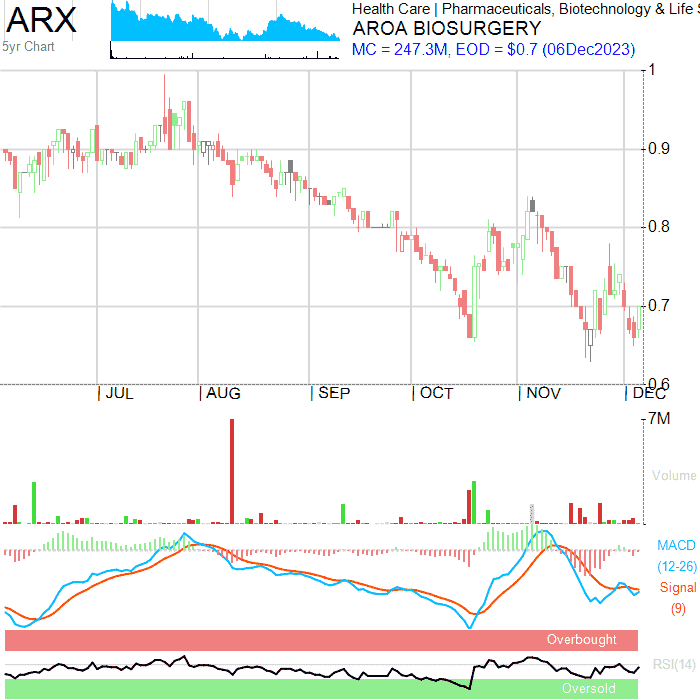 ARX
5yr Chart
Health Care | Pharmaceuticals, Biotechnology & Life S
AROA BIOSURGERY
MC = 247.3M, EOD = $0.7 (06Dec2023)
1
0.9
0.8
0.7
0.6
| JUL | AUG | SEP | OCT | NOV | DEC
7M
Volume
MACD
(12-26)
Signal
(9)
Overbought
RSI(14)
Oversold